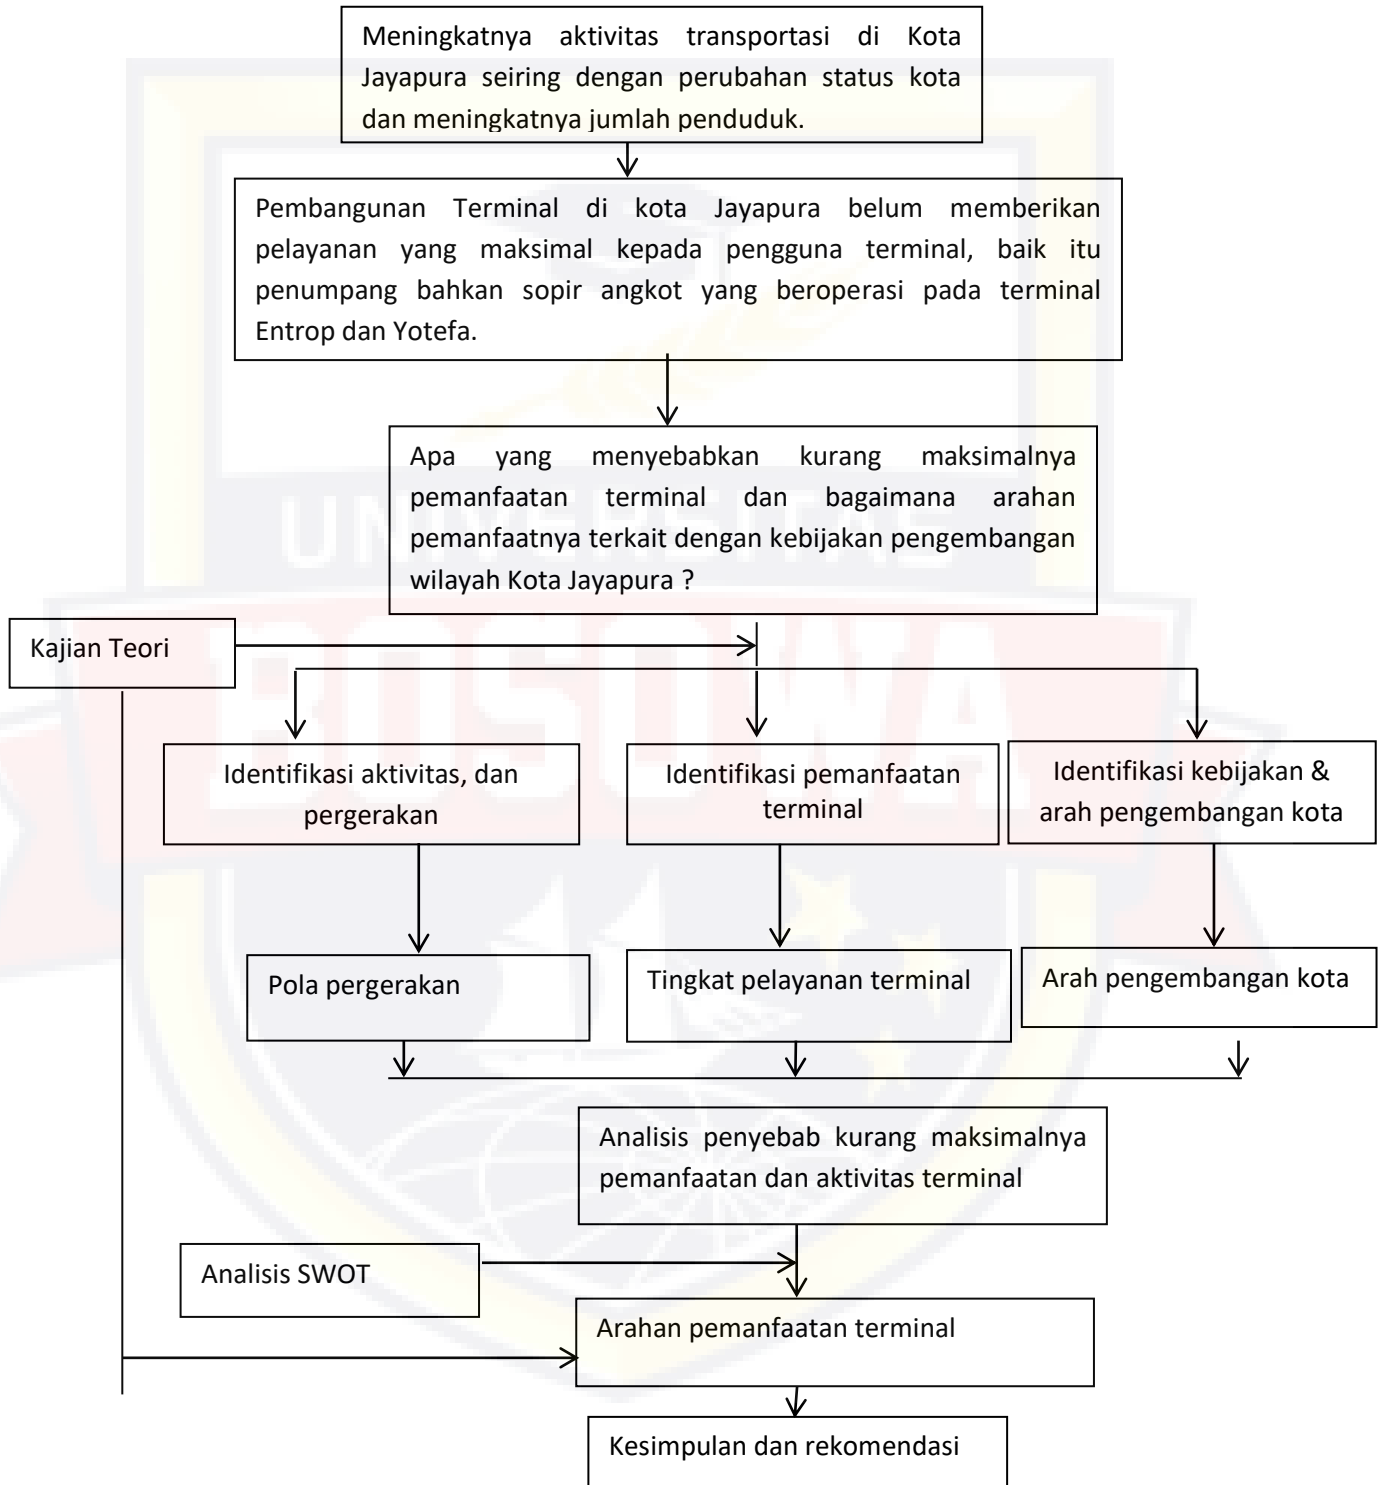 Meningkatnya aktivitas transportasi di Kota
Jayapura seiring dengan perubahan status kota
dan meningkatnya jumlah penduduk.
Pembangunan Terminal di kota Jayapura belum memberikan
pelayanan yang maksimal kepada pengguna terminal, baik itu
penumpang bahkan sopir angkot yang beroperasi pada terminal
Entrop dan Yotefa.
Apa yang menyebabkan kurang maksimalnya
pemanfaatan terminal dan bagaimana arahan
pemanfaatnya terkait dengan kebijakan pengembangan
wilayah Kota Jayapura ?
UNIVERSITAS
BOSOWA
Kajian Teori
Identifikasi aktivitas, dan
pergerakan
Identifikasi pemanfaatan
terminal
Identifikasi kebijakan &
arah pengembangan kota
Pola pergerakan
Tingkat pelayanan terminal
Arah pengembangan kota
Analisis penyebab kurang maksimalnya
pemanfaatan dan aktivitas terminal
Analisis SWOT
Arahan pemanfaatan terminal
Kesimpulan dan rekomendasi